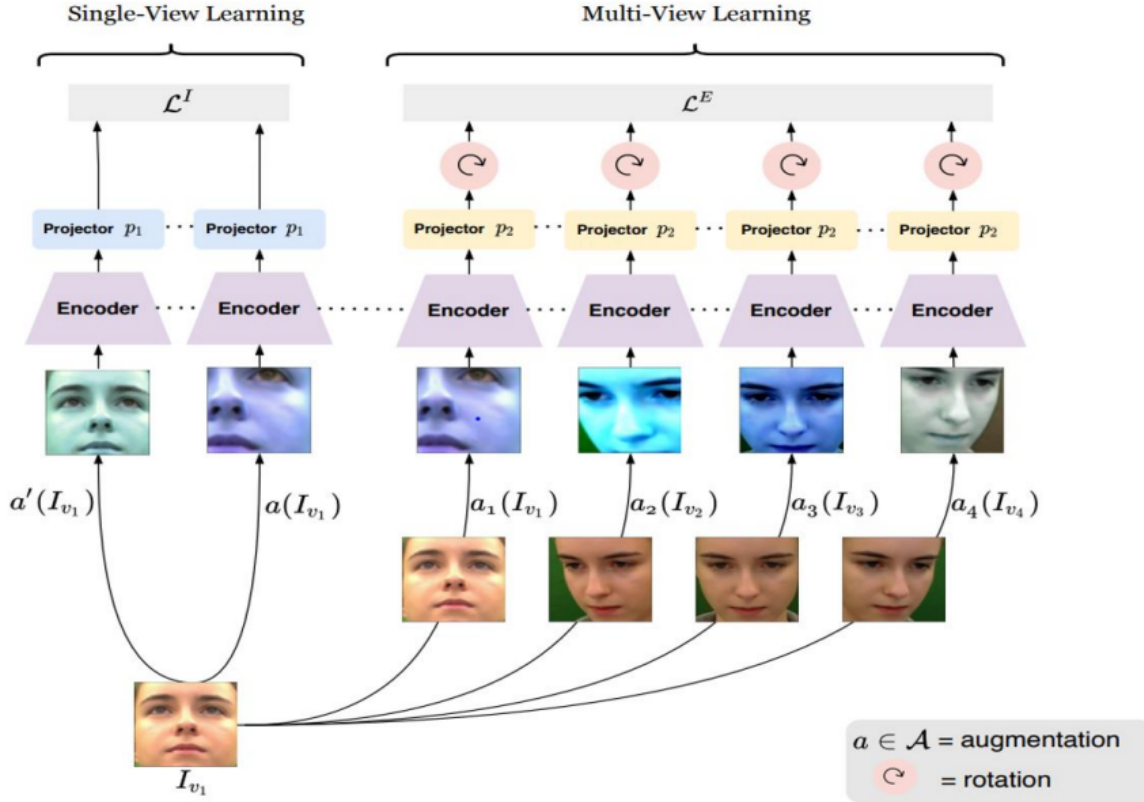 Single-View Learning
Multi-View Learning
𝓛^I
𝓛^E
Projector p₁
Projector p₁
Projector p₂
Projector p₂
Projector p₂
Projector p₂
Encoder
Encoder
Encoder
Encoder
Encoder
Encoder
a′(I_{v₁})
a(I_{v₁})
a₁(I_{v₁})
a₂(I_{v₂})
a₃(I_{v₃})
a₄(I_{v₄})
I_{v₁}
a ∈ 𝒜 = augmentation
= rotation